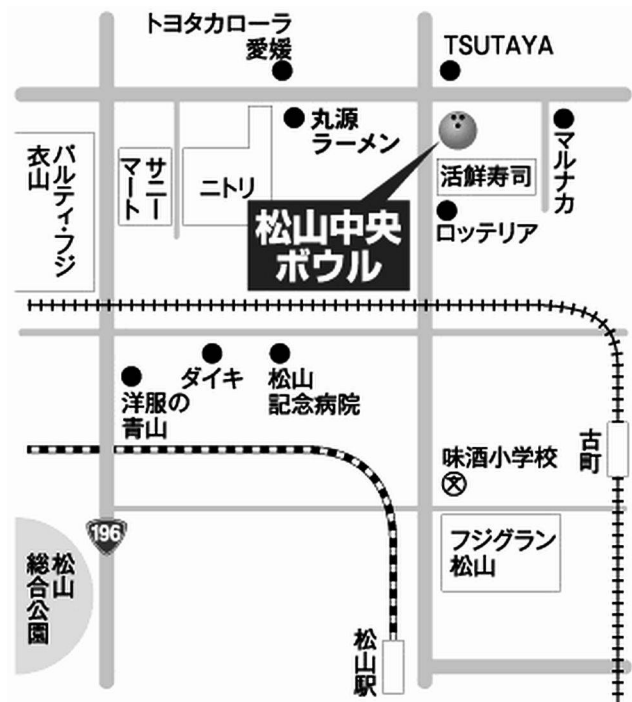 トヨタカローラ
愛媛
TSUTAYA
丸源
ラーメン
マルナカ
パルティ・フジ
衣山
サニー
マート
ニトリ
活鮮寿司
松山中央
ボウル
ロッテリア
ダイキ
松山
記念病院
洋服の
青山
古町
味酒小学校
文
196
フジグラン
松山
松山
総合公園
松山駅